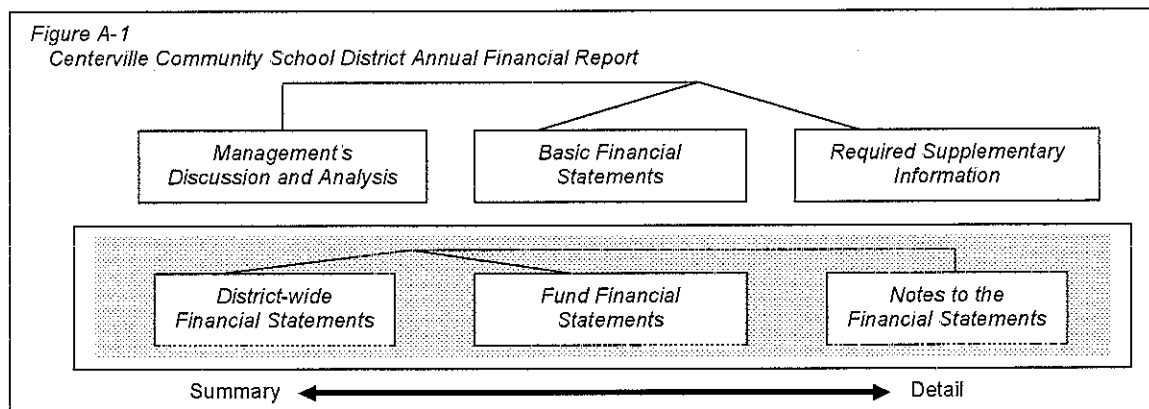 Figure A-1
Centerville Community School District Annual Financial Report
Management's
Discussion and Analysis
Basic Financial
Statements
Required Supplementary
Information
District-wide
Financial Statements
Fund Financial
Statements
Notes to the
Financial Statements
Summary
Detail